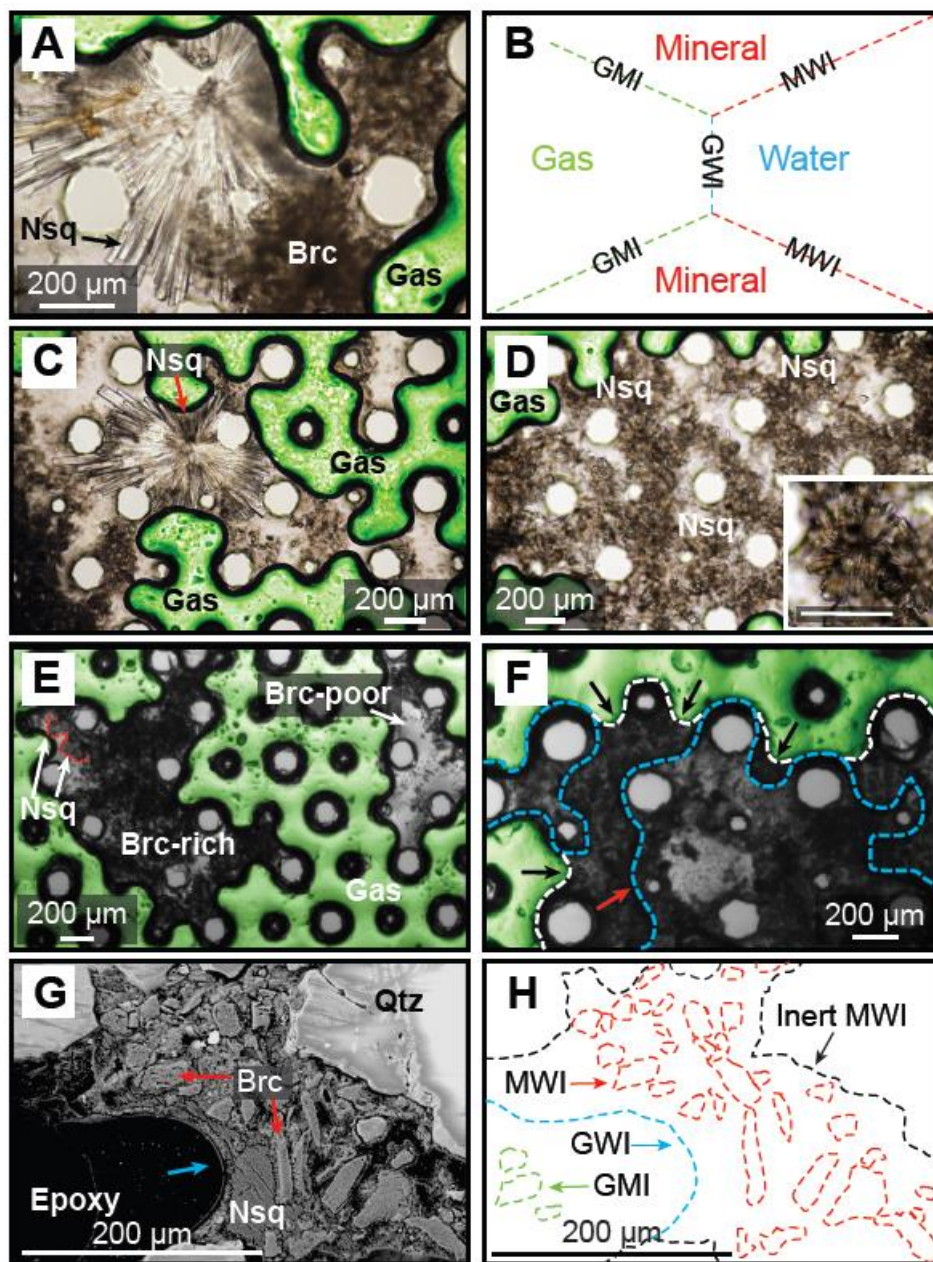 A
Nsq
Brc
Gas
200 μm
B
Mineral
GMI
MWI
Gas
GWI
Water
GMI
MWI
Mineral
C
Nsq
Gas
Gas
200 μm
D
Nsq
Nsq
Gas
Nsq
200 μm
E
Brc-poor
Nsq
Brc-rich
Gas
200 μm
F
200 μm
G
Qtz
Brc
Epoxy
Nsq
200 μm
H
Inert MWI
MWI
GWI
GMI
200 μm